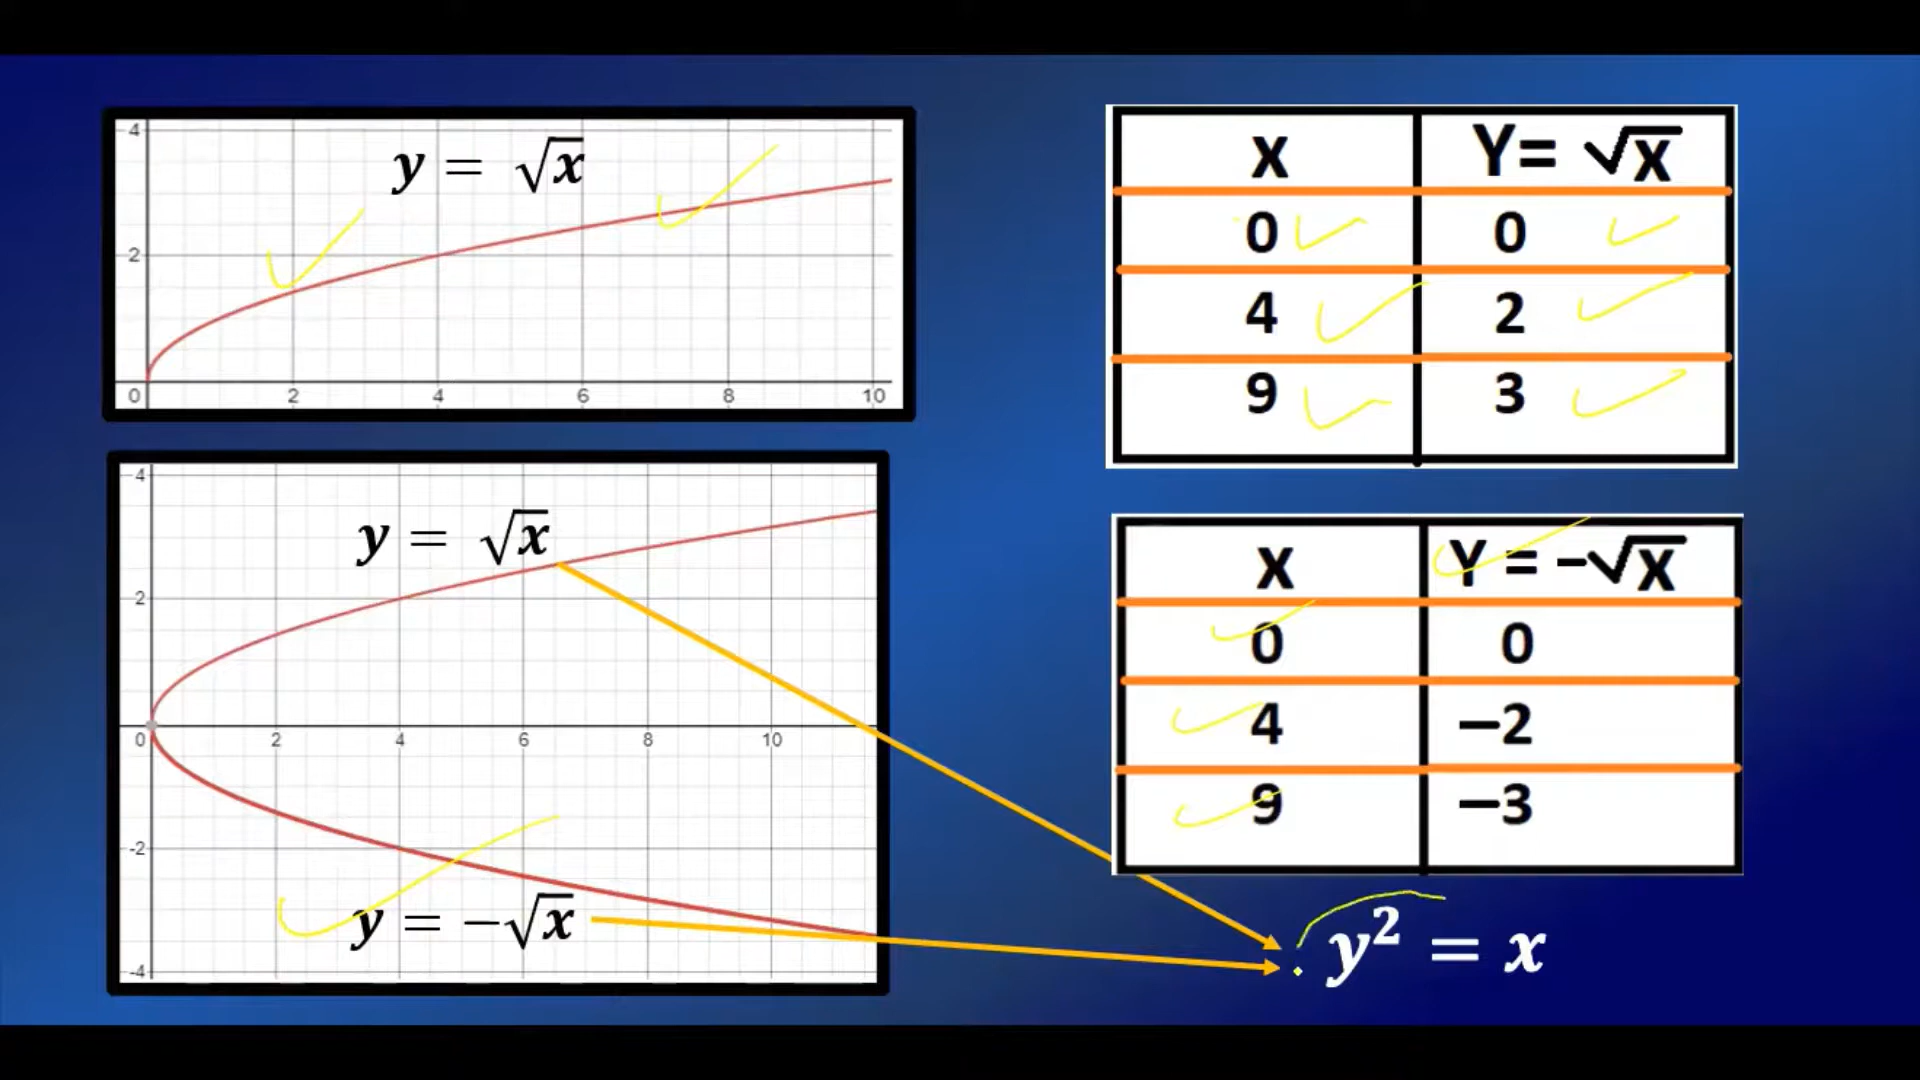 y = √x
4
2
0 2 4 6 8 10
X Y= √x
0 0
4 2
9 3
4
y = √x
2
0 2 4 6 8 10
-2
y = −√x
-4
X Y = −√x
0 0
4 −2
9 −3
y² = x